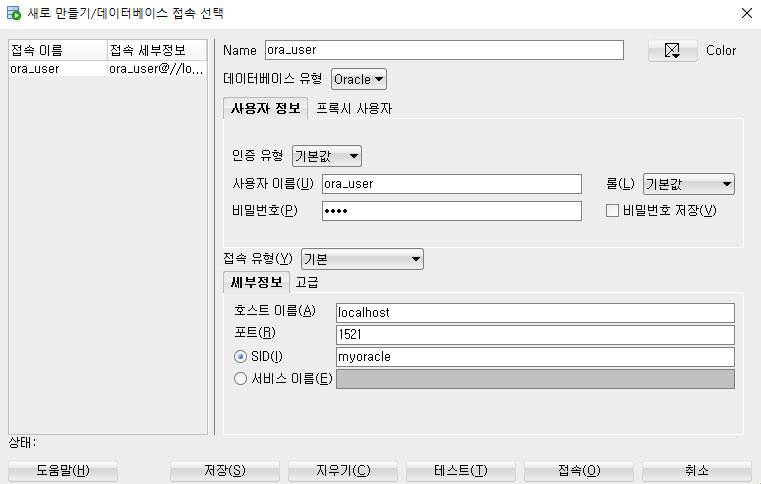 새로 만들기/데이터베이스 접속 선택
접속 이름 접속 세부정보
ora_user ora_user@//lo,,,
Name ora_user Color
데이터베이스 유형 Oracle
사용자 정보 프록시 사용자
인증 유형 기본값
사용자 이름(U) ora_user 롤(L) 기본값
비밀번호(P) •••• 비밀번호 저장(V)
접속 유형(Y) 기본
세부정보 고급
호스트 이름(A) localhost
포트(R) 1521
SID(I) myoracle
서비스 이름(E)
상태:
도움말(H) 저장(S) 지우기(C) 테스트(T) 접속(O) 취소